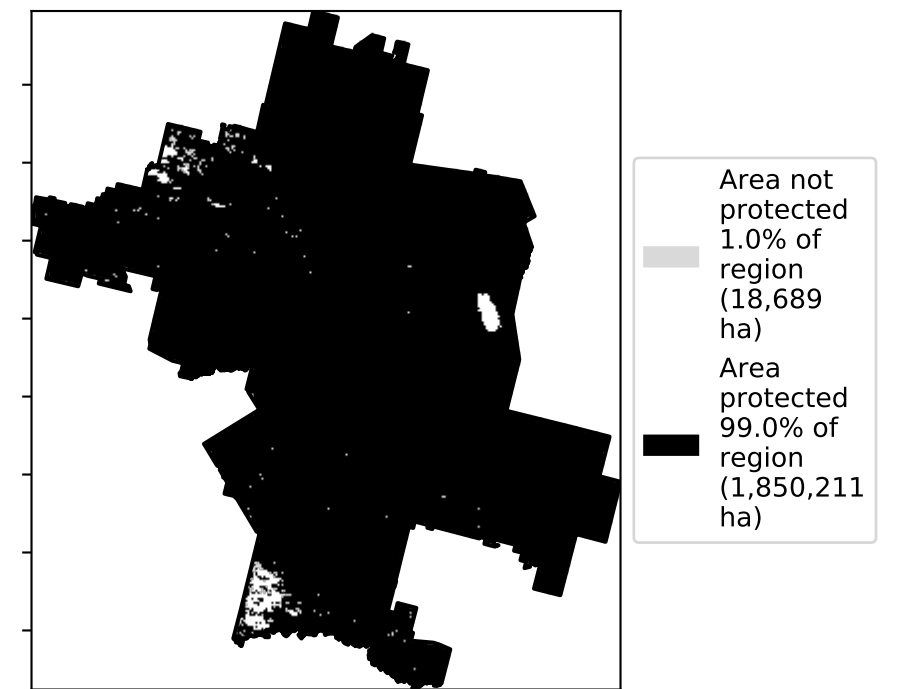 Area not
protected
1.0% of
region
(18,689
ha)
Area
protected
99.0% of
region
(1,850,211
ha)